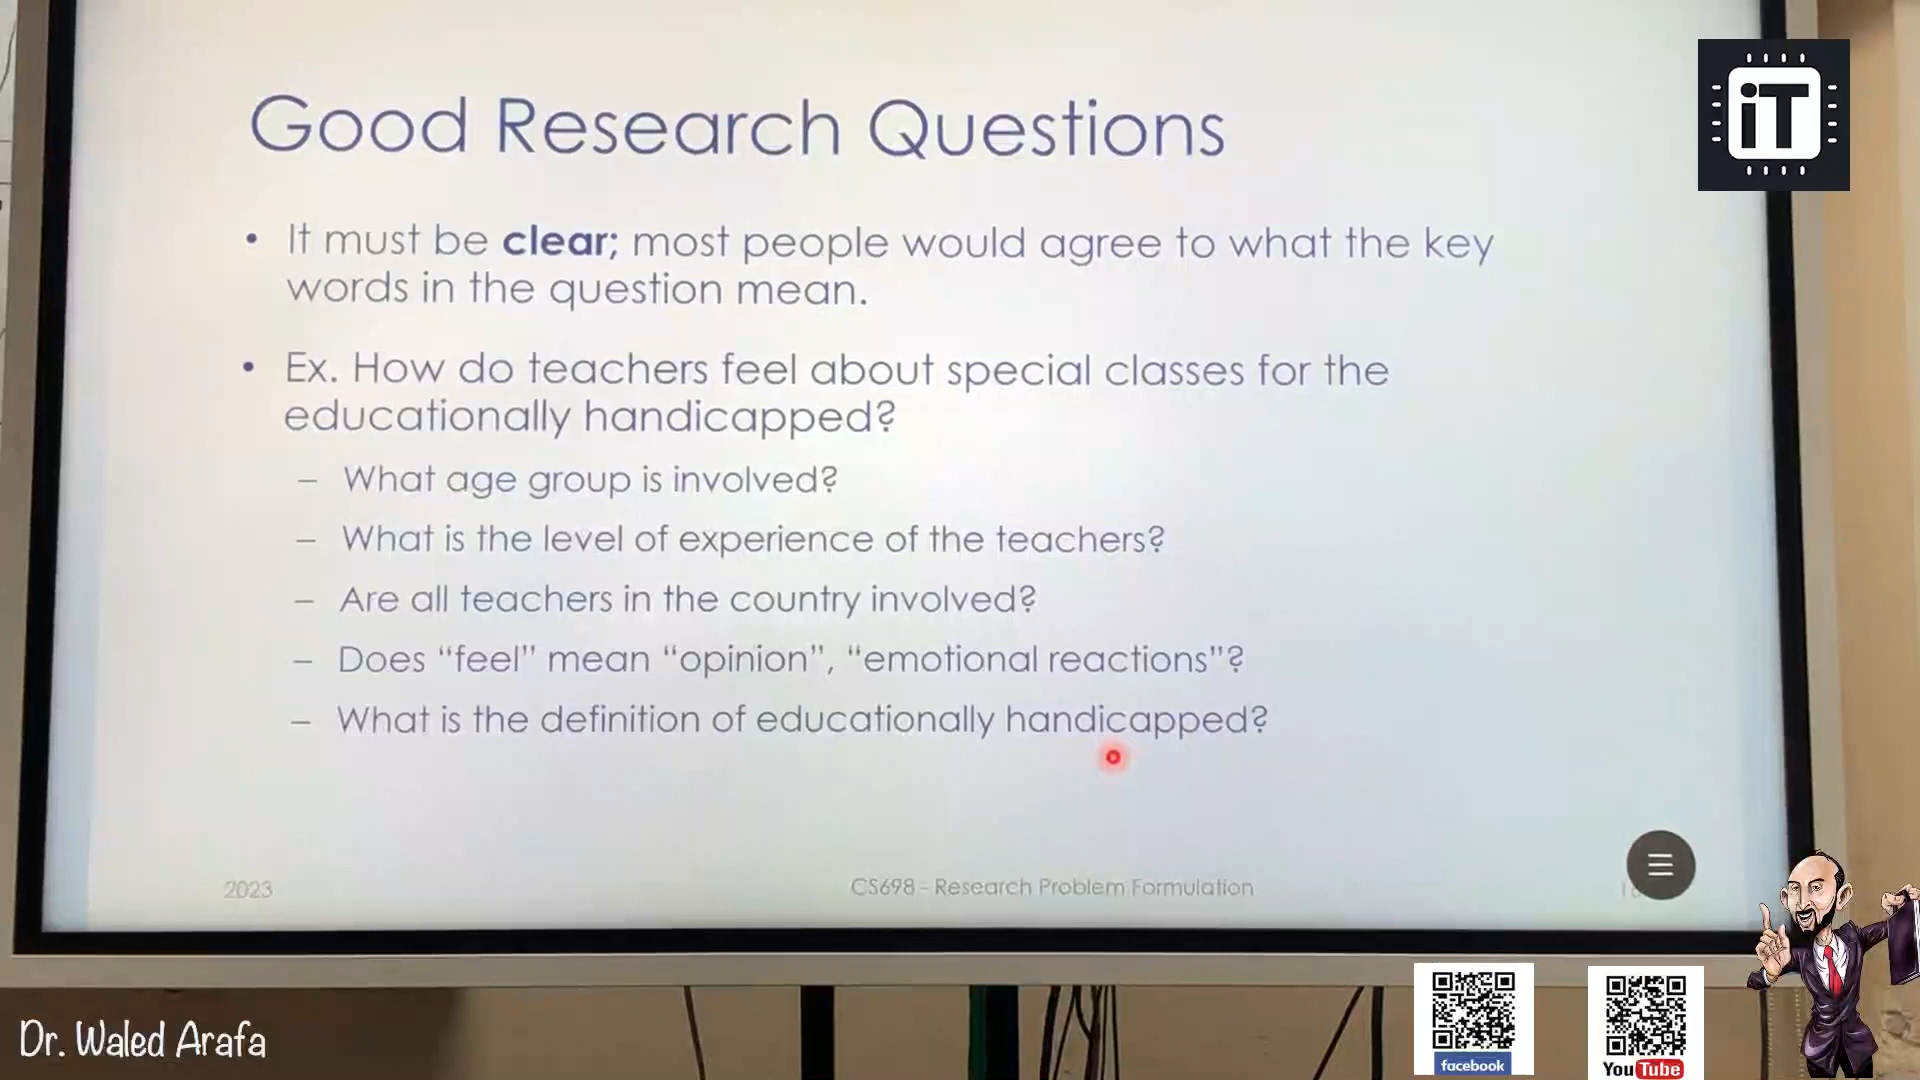 Good Research Questions
• It must be clear; most people would agree to what the key
words in the question mean.
• Ex. How do teachers feel about special classes for the
educationally handicapped?
– What age group is involved?
– What is the level of experience of the teachers?
– Are all teachers in the country involved?
– Does “feel” mean “opinion”, “emotional reactions”?
– What is the definition of educationally handicapped?
2023
CS698 - Research Problem Formulation
iT
Dr. Waled Arafa
facebook
YouTube